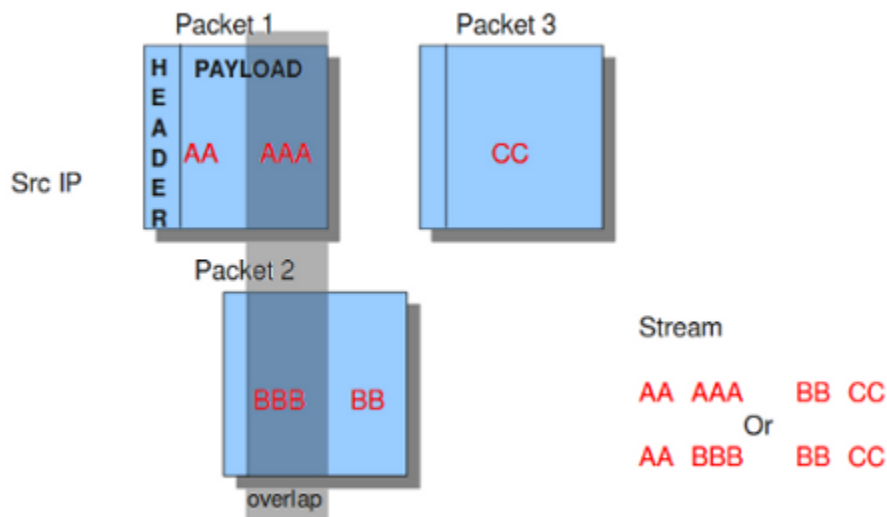 Packet 1
Packet 3
HEADER
PAYLOAD
AA AAA
CC
Src IP
Packet 2
BBB BB
overlap
Stream
AA AAA BB CC
Or
AA BBB BB CC